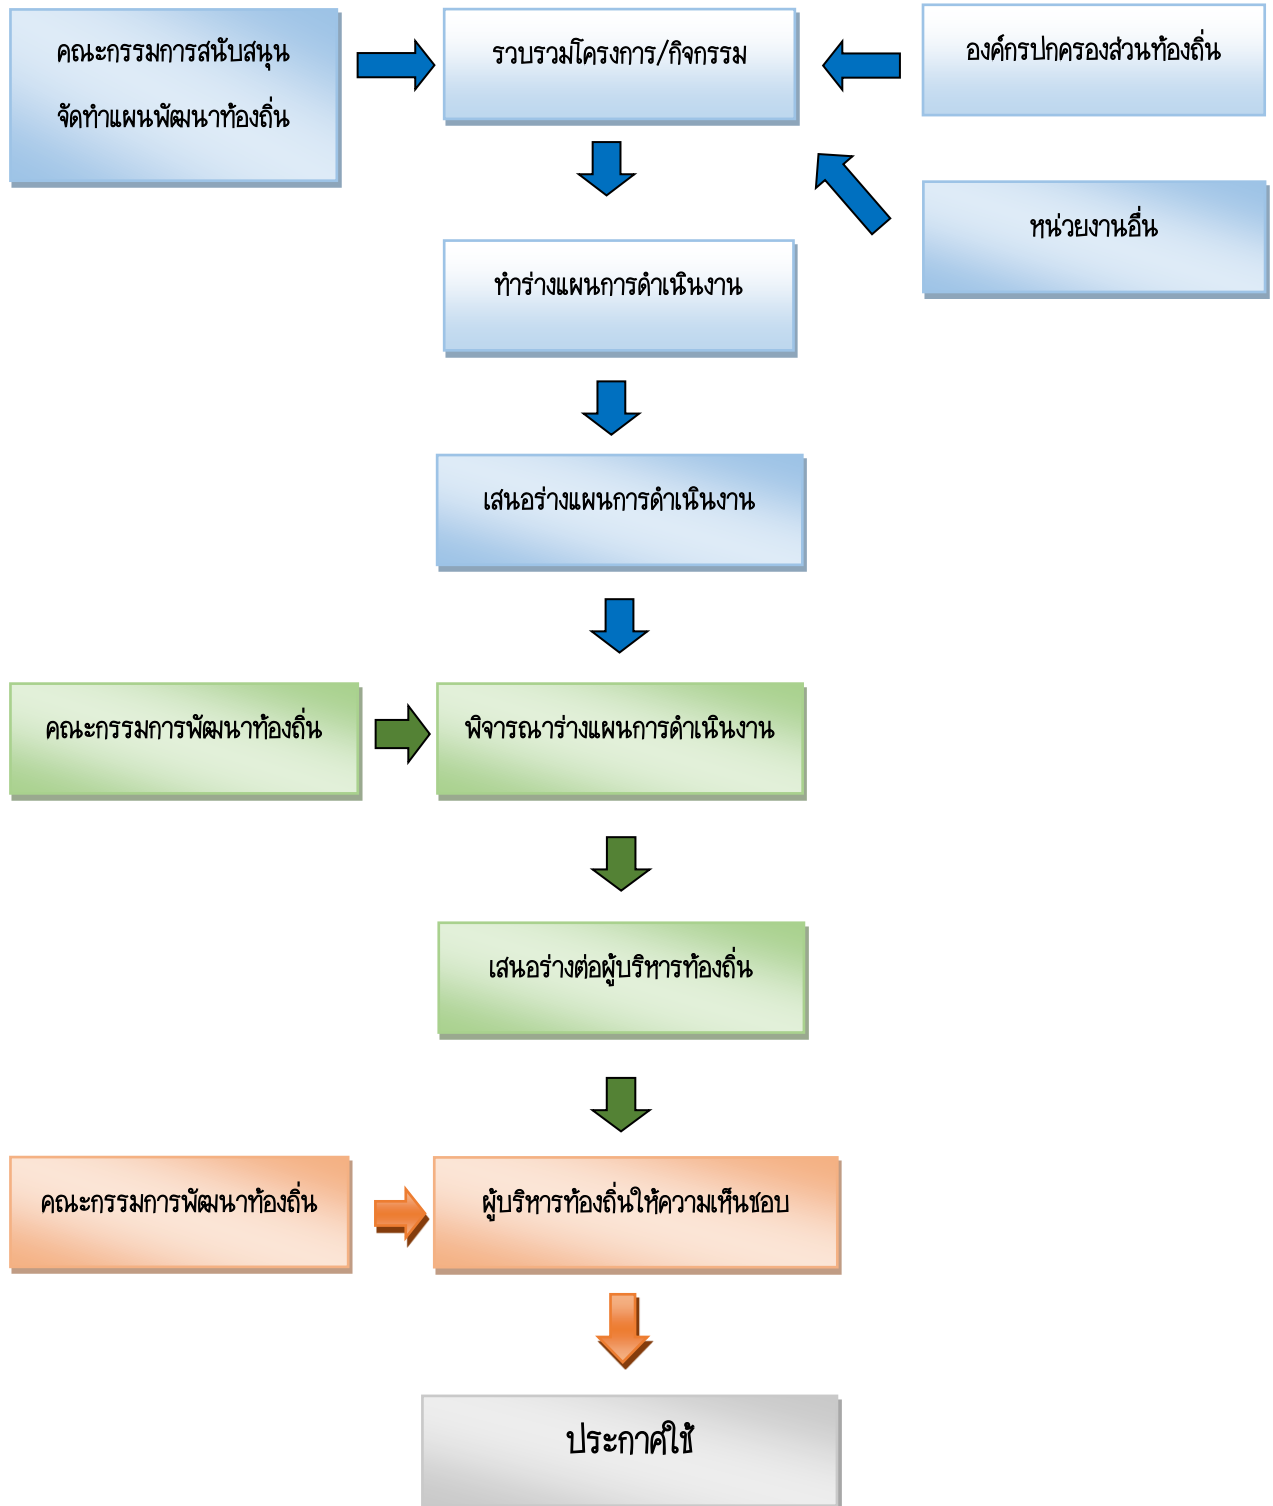 คณะกรรมการสนับสนุน
จัดทำแผนพัฒนาท้องถิ่น
รวบรวมโครงการ/กิจกรรม
องค์กรปกครองส่วนท้องถิ่น
หน่วยงานอื่น
ทำร่างแผนการดำเนินงาน
เสนอร่างแผนการดำเนินงาน
คณะกรรมการพัฒนาท้องถิ่น
พิจารณาร่างแผนการดำเนินงาน
เสนอร่างต่อผู้บริหารท้องถิ่น
คณะกรรมการพัฒนาท้องถิ่น
ผู้บริหารท้องถิ่นให้ความเห็นชอบ
ประกาศใช้